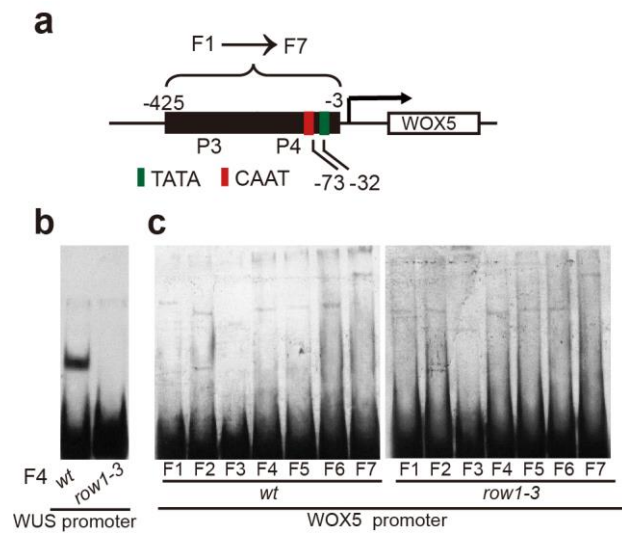 a
F1 F7
-425 -3
WOX5
P3 P4
TATA CAAT -73 -32
b c
F4 wt row1-3
WUS promoter
F1 F2 F3 F4 F5 F6 F7 F1 F2 F3 F4 F5 F6 F7
wt row1-3
WOX5 promoter